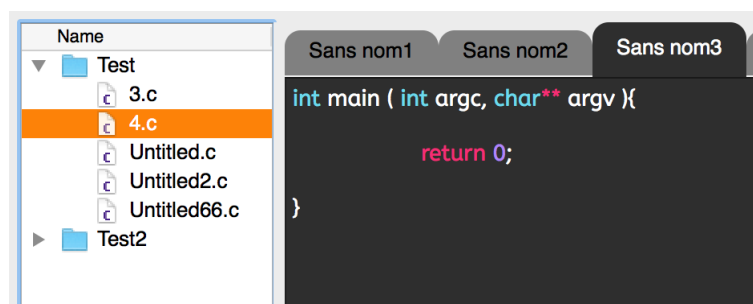 Name
Test
3.c
4.c
Untitled.c
Untitled2.c
Untitled66.c
Test2
Sans nom1
Sans nom2
Sans nom3
int main ( int argc, char** argv ){
return 0;
}